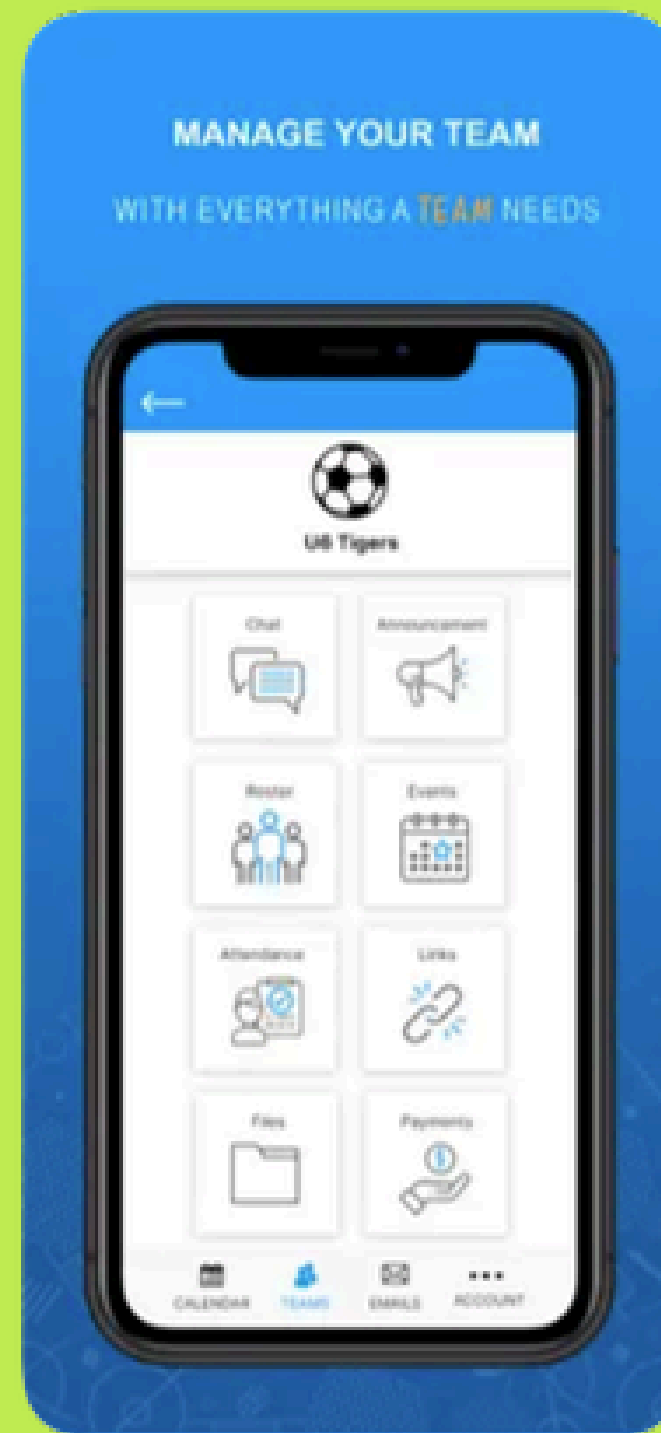 MANAGE YOUR TEAM
WITH EVERYTHING A TEAM NEEDS
U6 Tigers
Chat Announcement
Roster Events
Attendance Links
Files Payments
CALENDAR TEAMS EMAILS ACCOUNT